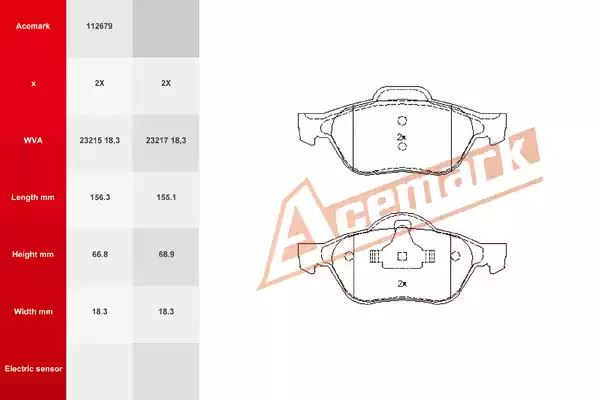 Acemark 112679
x 2X 2X
WVA 23215 18,3 23217 18,3
Length mm 156.3 155.1
Height mm 66.8 68.9
Width mm 18.3 18.3
Electric sensor
2x
2x
Acemark